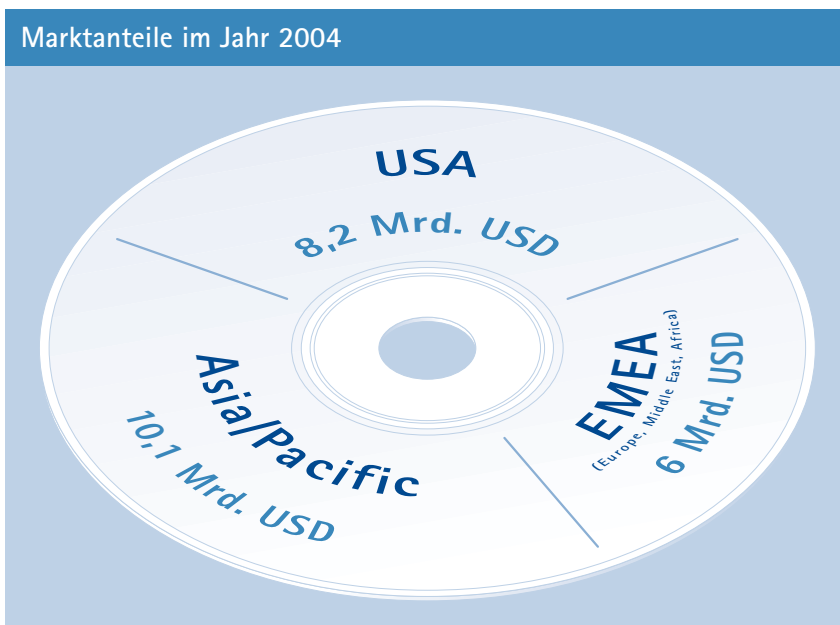 Marktanteile im Jahr 2004
USA
8,2 Mrd. USD
EMEA
(Europe, Middle East, Africa)
6 Mrd. USD
Asia/Pacific
10,1 Mrd. USD